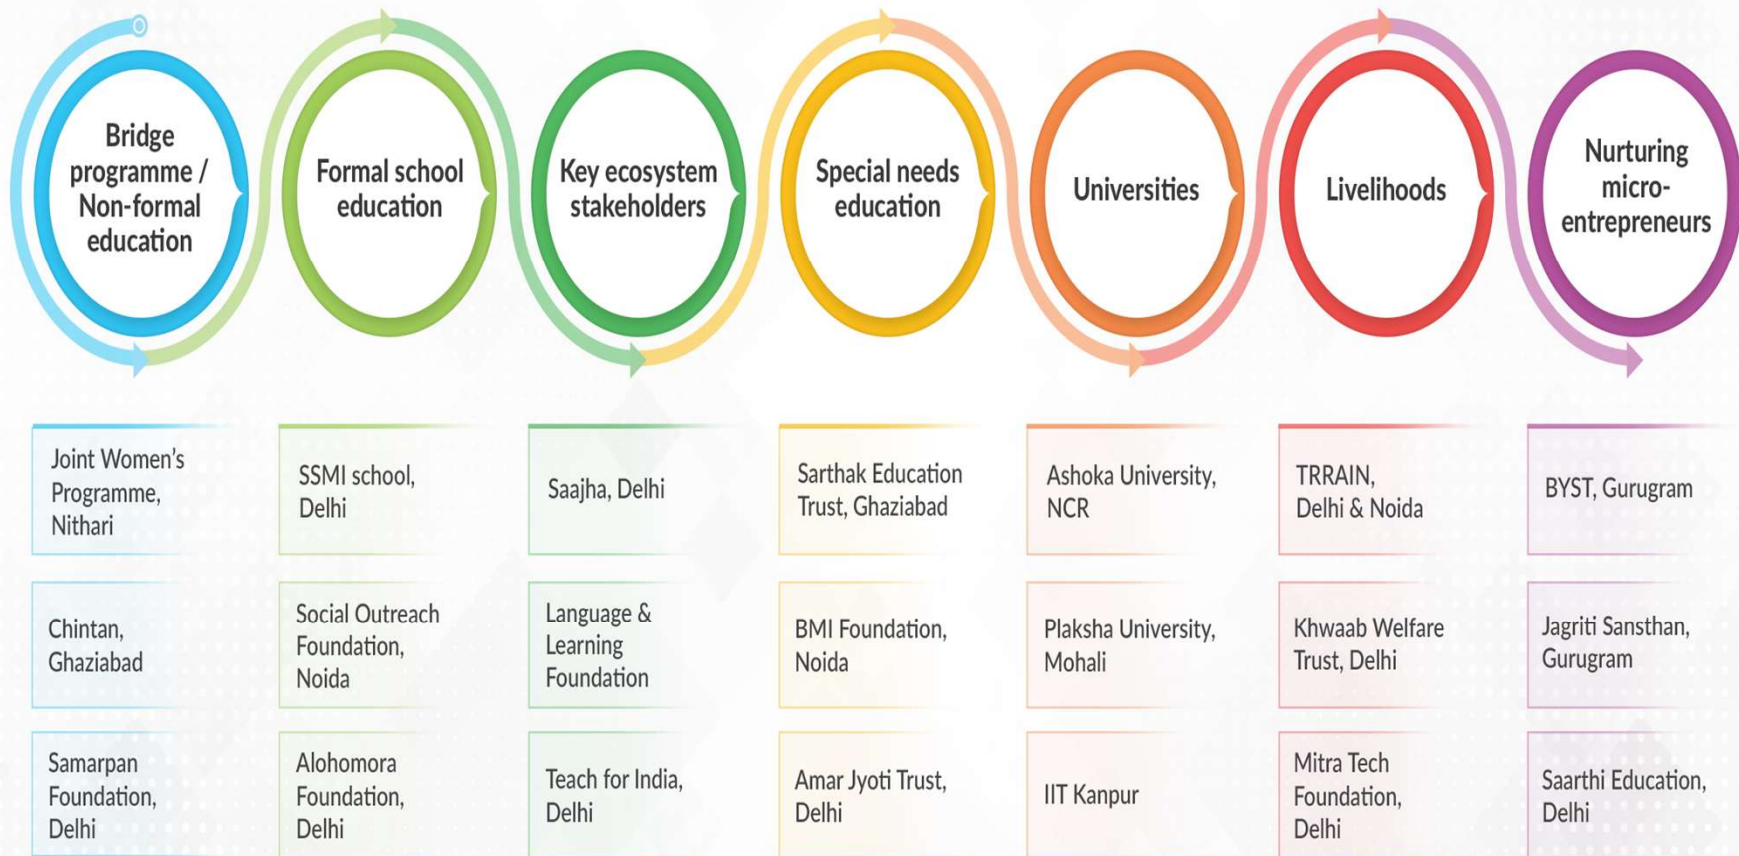 Bridge
programme /
Non-formal
education
Formal school
education
Key ecosystem
stakeholders
Special needs
education
Universities
Livelihoods
Nurturing
micro-
entrepreneurs
Joint Women's
Programme,
Nithari
SSMI school,
Delhi
Saajha, Delhi
Sarthak Education
Trust, Ghaziabad
Ashoka University,
NCR
TRRAIN,
Delhi & Noida
BYST, Gurugram
Chintan,
Ghaziabad
Social Outreach
Foundation,
Noida
Language &
Learning
Foundation
BMI Foundation,
Noida
Plaksha University,
Mohali
Khwaab Welfare
Trust, Delhi
Jagriti Sansthan,
Gurugram
Samarpan
Foundation,
Delhi
Alohomora
Foundation,
Delhi
Teach for India,
Delhi
Amar Jyoti Trust,
Delhi
IIT Kanpur
Mitra Tech
Foundation,
Delhi
Saarthi Education,
Delhi